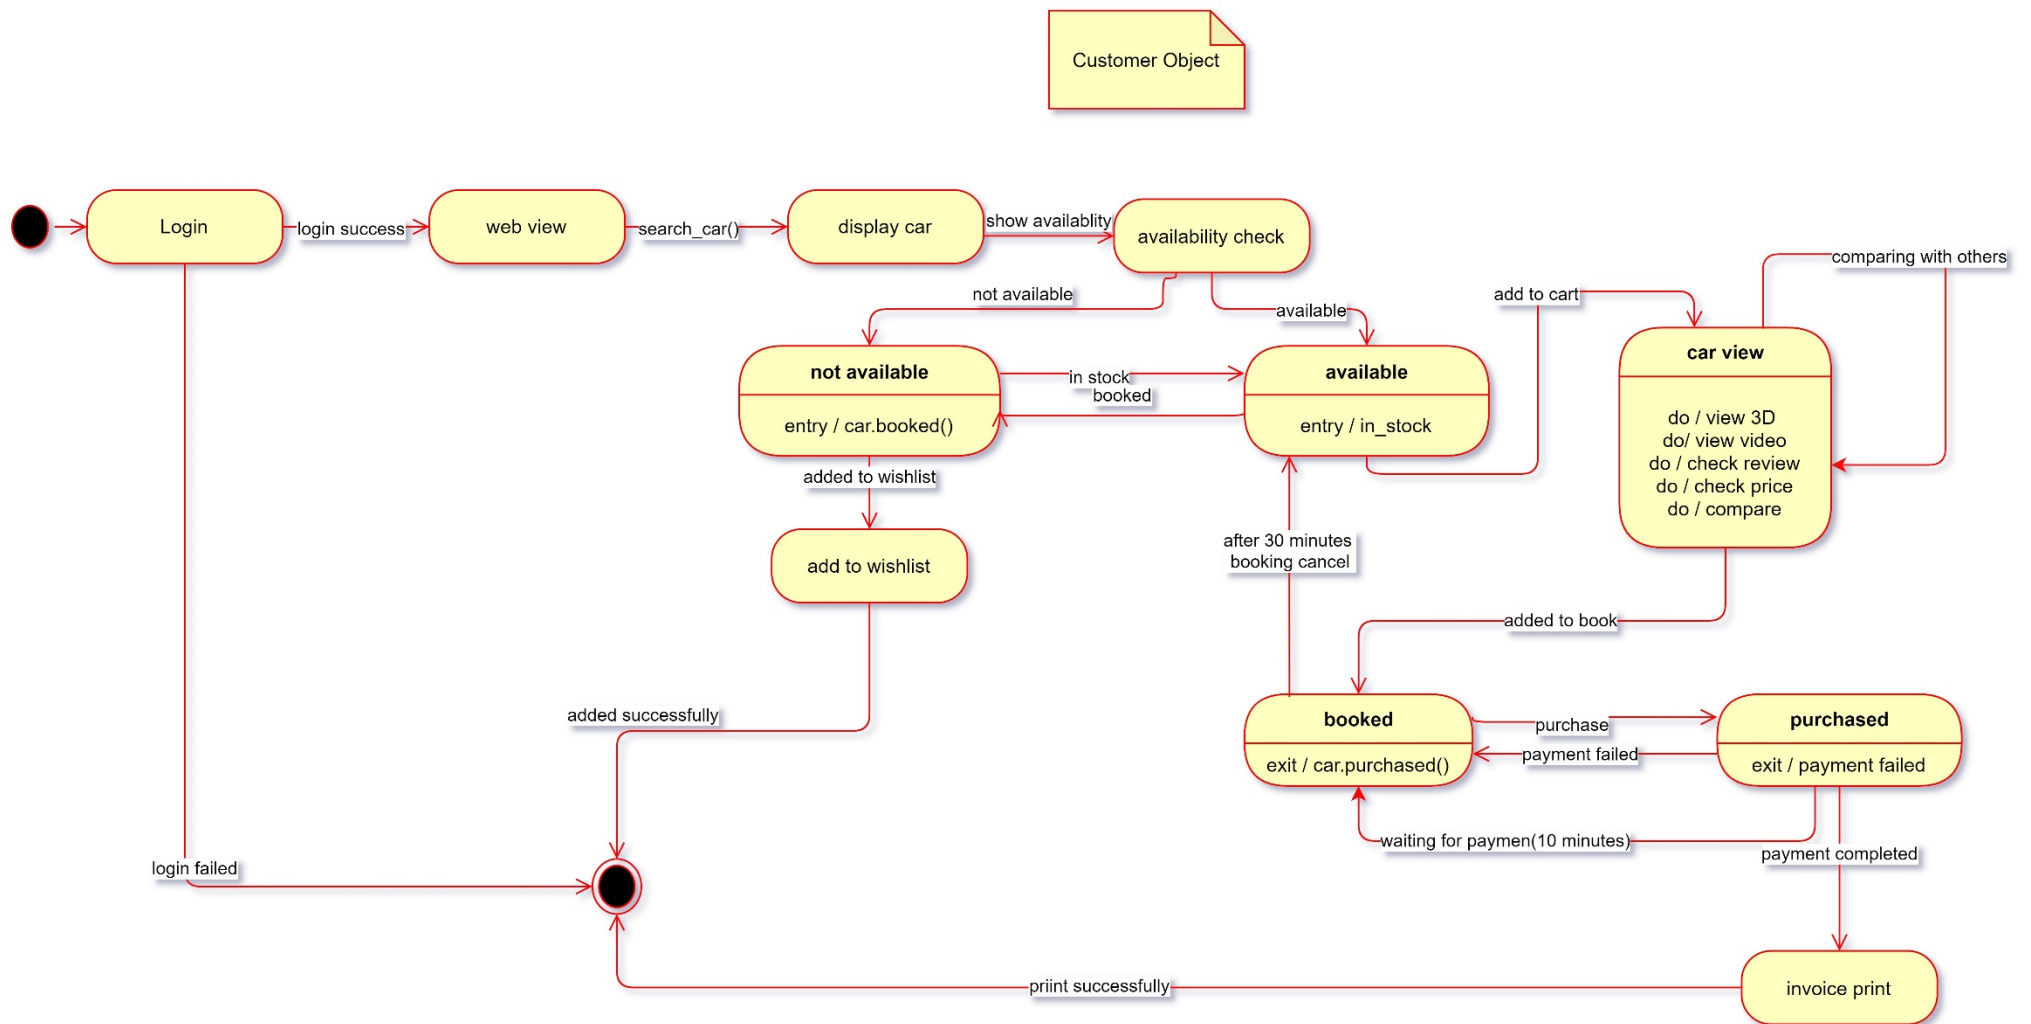 Customer Object
Login
login success
web view
search_car()
display car
show availablity
availability check
comparing with others
not available
available
add to cart
not available
entry / car.booked()
in stock
booked
available
entry / in_stock
car view
do / view 3D
do/ view video
do / check review
do / check price
do / compare
added to wishlist
add to wishlist
after 30 minutes
booking cancel
added to book
added successfully
booked
exit / car.purchased()
purchase
payment failed
purchased
exit / payment failed
waiting for paymen(10 minutes)
payment completed
login failed
priint successfully
invoice print